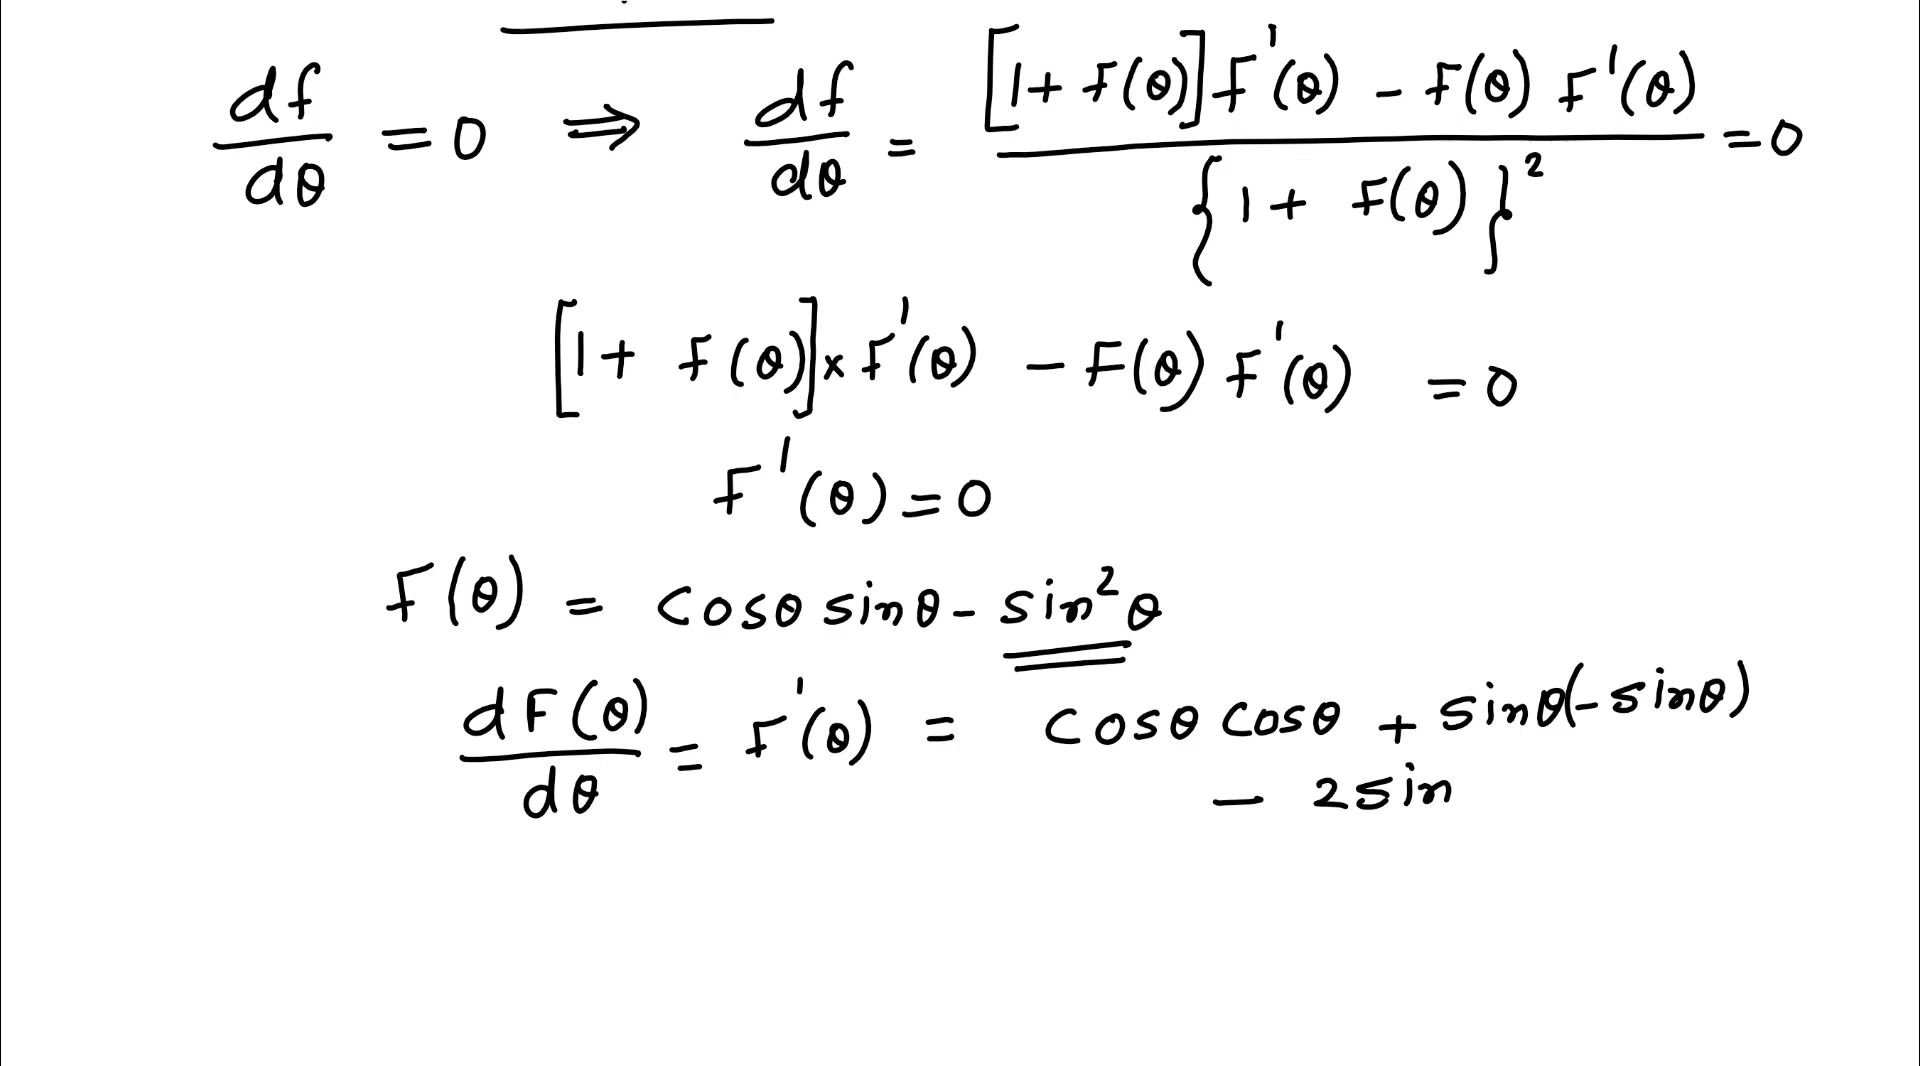 df/dθ = 0 ⇒ df/dθ = [1 + F(θ)] F'(θ) - F(θ) F'(θ) / {1 + F(θ)}² = 0
[1 + F(θ)] × F'(θ) - F(θ) F'(θ) = 0
F'(θ) = 0
F(θ) = cosθ sinθ - sin²θ
dF(θ)/dθ = F'(θ) = cosθ cosθ + sinθ(-sinθ)
- 2sin